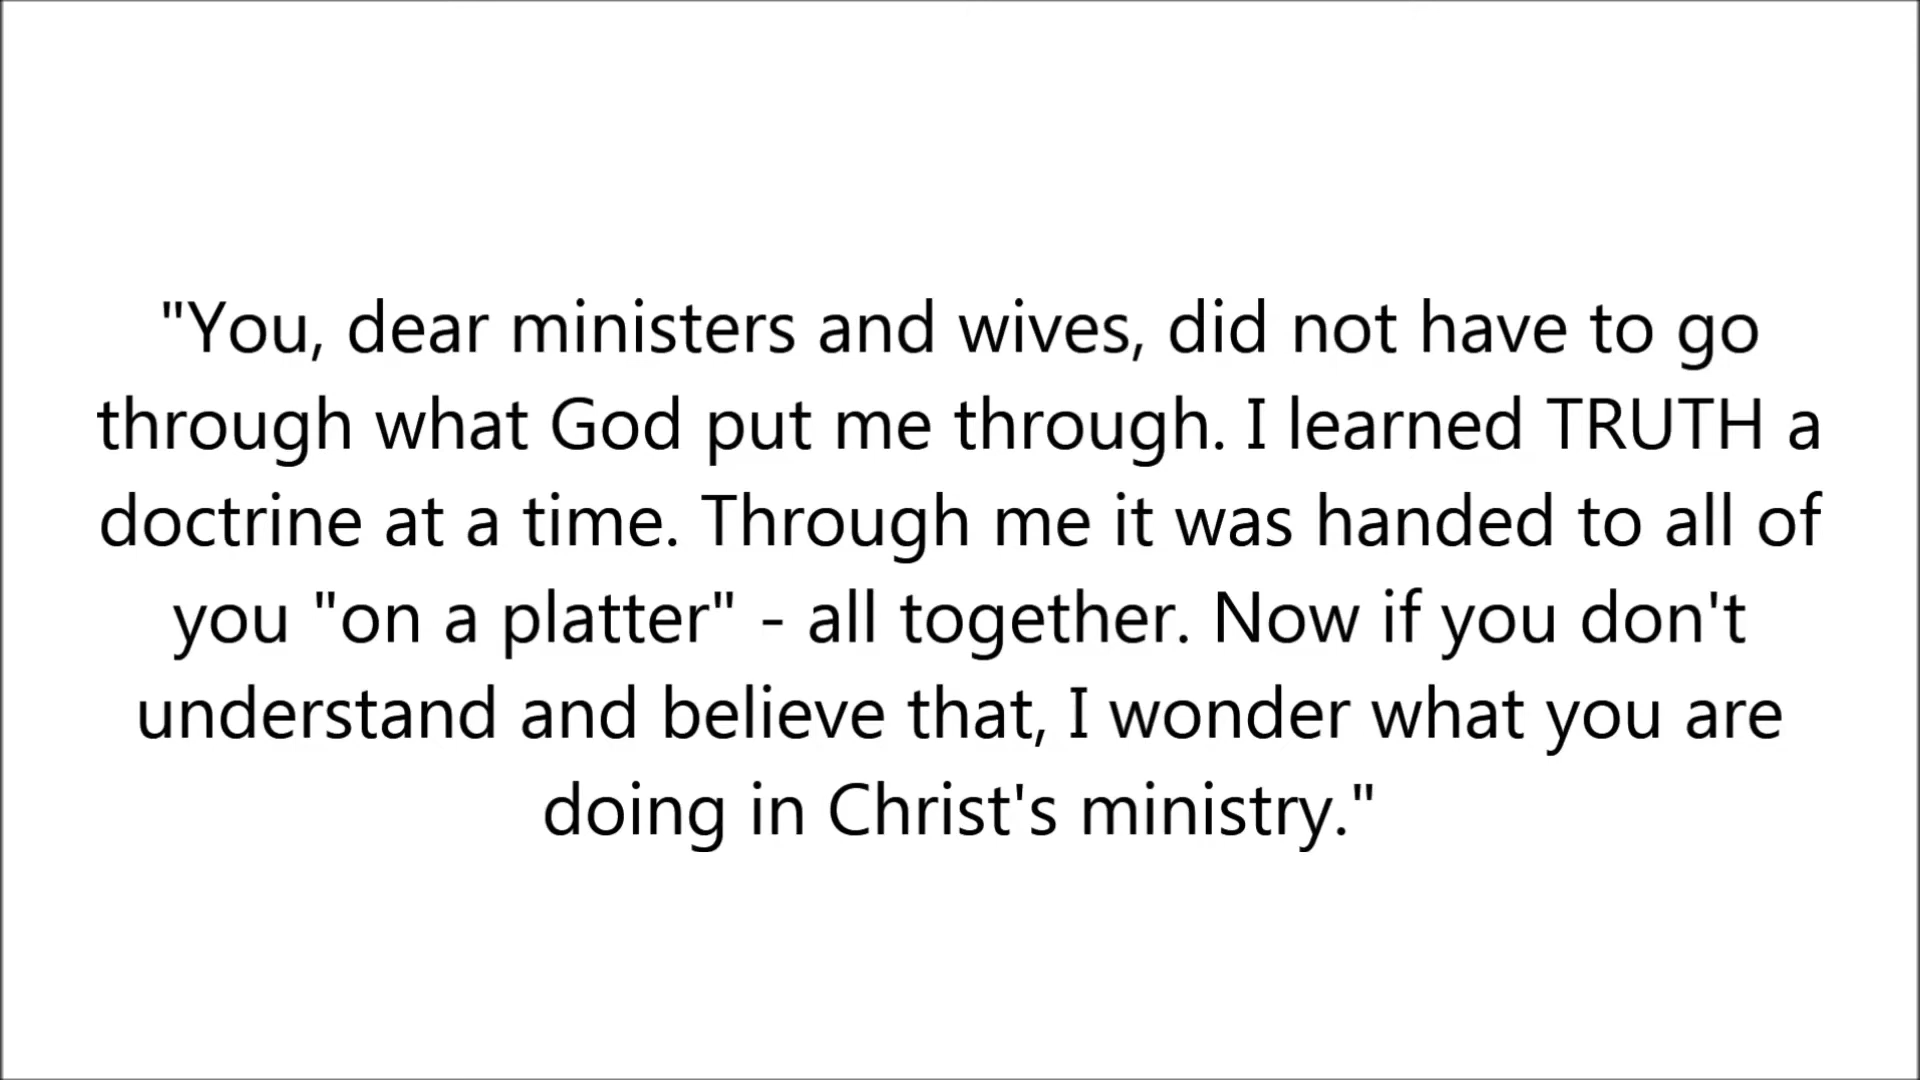 "You, dear ministers and wives, did not have to go
through what God put me through. I learned TRUTH a
doctrine at a time. Through me it was handed to all of
you "on a platter" - all together. Now if you don't
understand and believe that, I wonder what you are
doing in Christ's ministry."